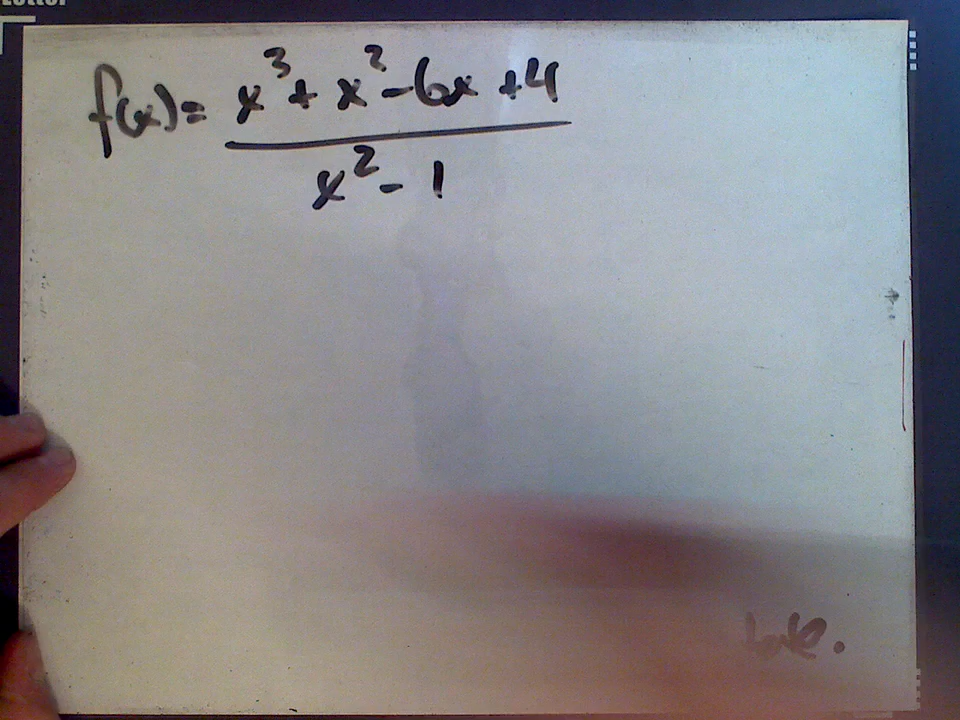 f(x) = x³ + x² - 6x + 4
x² - 1